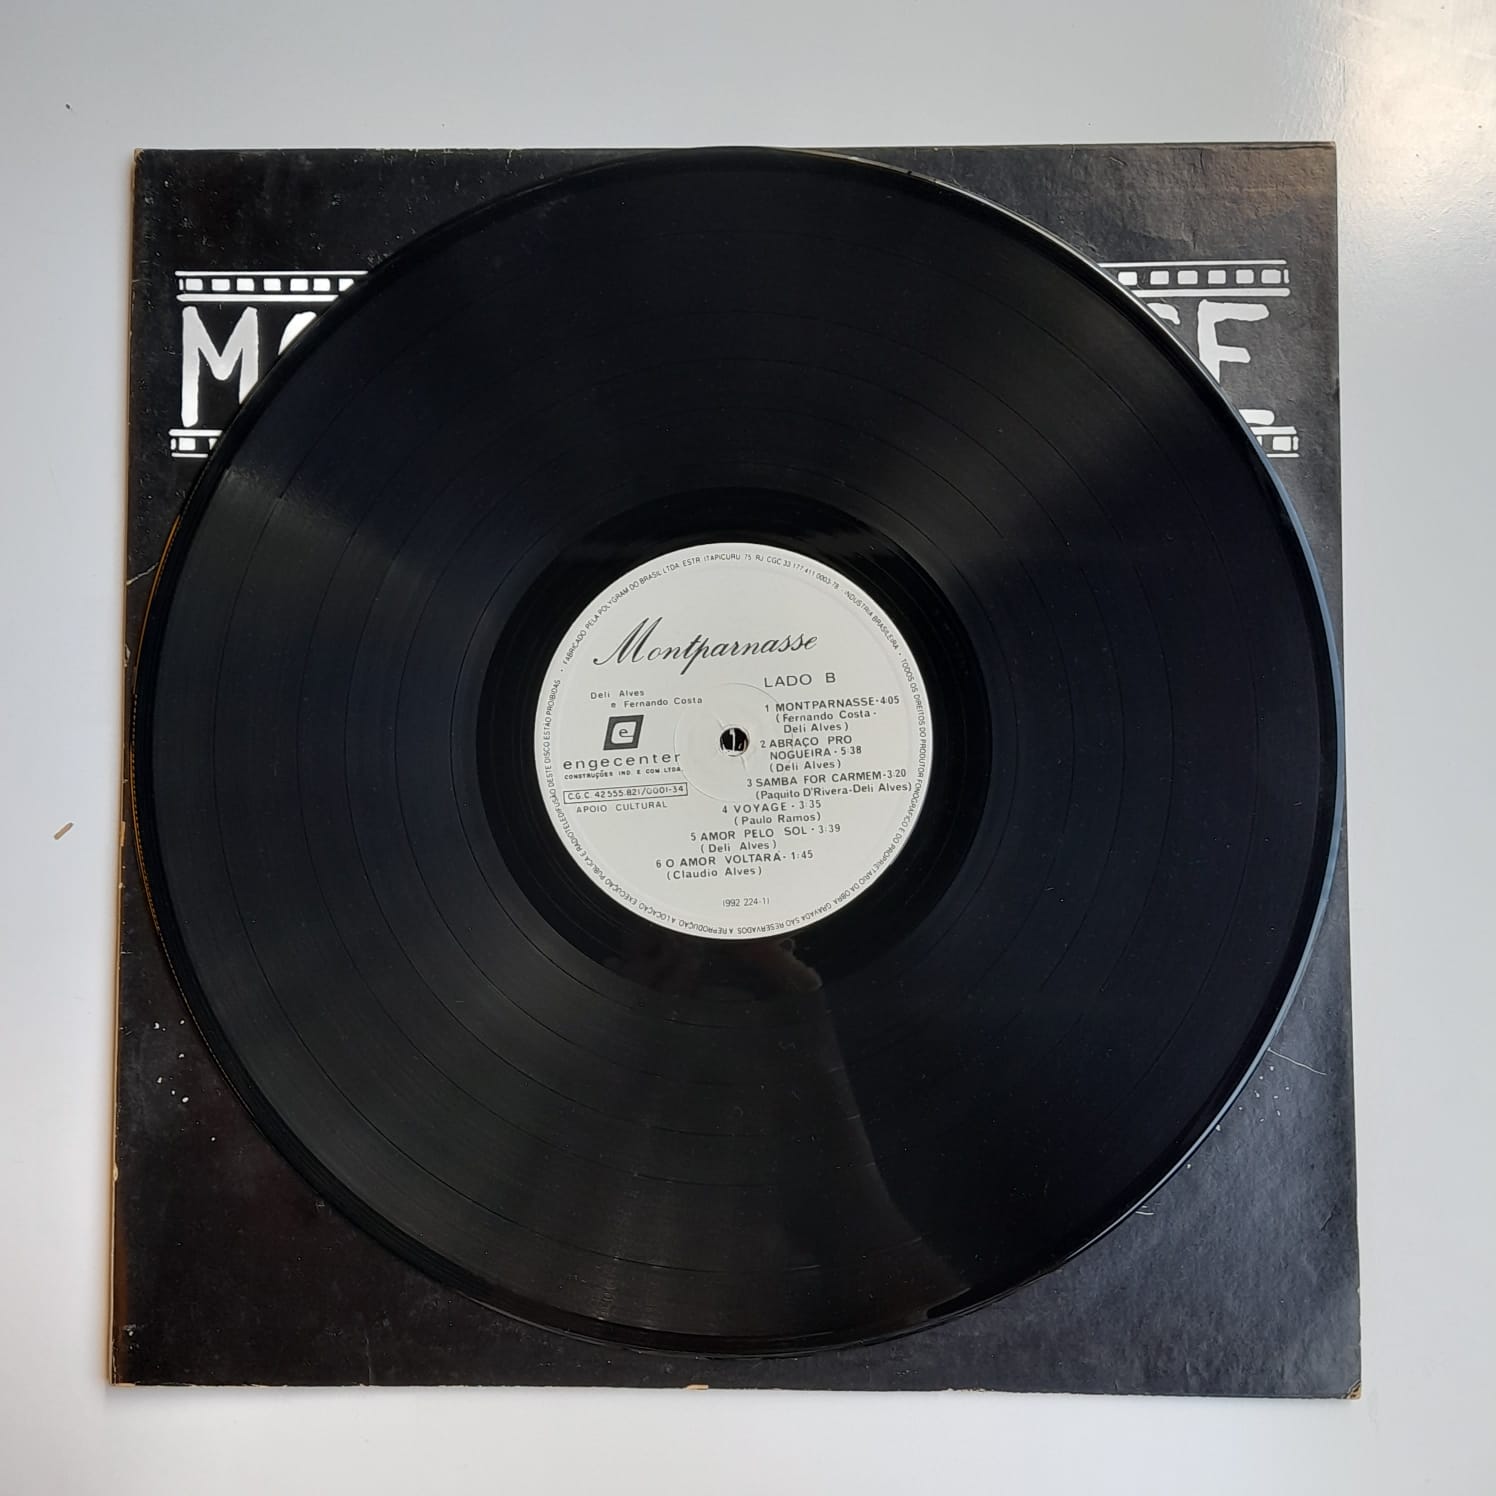 FABRICADO PELA POLYGRAM DO BRASIL LTDA. ESTR. ITAPICURU 75 RJ CGC 33 177.411 0003-78 · INDUSTRIA BRASILEIRA · TODOS OS DIREITOS DO PRODUTOR FONOGRÁFICO E DO PROPRIETARIO DA OBRA GRAVADA SÃO RESERVADOS A REPRODUÇÃO A LOCAÇÃO EXECUÇÃO PUBLICA E RADIOTELEDIFUSÃO DESTE DISCO ESTÃO PROIBIDAS ·
Montparnasse
LADO B
Deli Alves
e Fernando Costa
e
engecenter
CONSTRUÇÕES IND. E COM. LTDA.
C.G.C. 42.555.821/0001-34
APOIO CULTURAL
1 MONTPARNASSE-4:05
(Fernando Costa-
Deli Alves)
2 ABRAÇO PRO
NOGUEIRA-5:38
(Deli Alves)
3 SAMBA FOR CARMEM-3:20
(Paquito D'Rivera-Deli Alves)
4 VOYAGE-3:35
(Paulo Ramos)
5 AMOR PELO SOL-3:39
(Deli Alves)
6 O AMOR VOLTARÁ-1:45
(Claudio Alves)
(992 224-1)